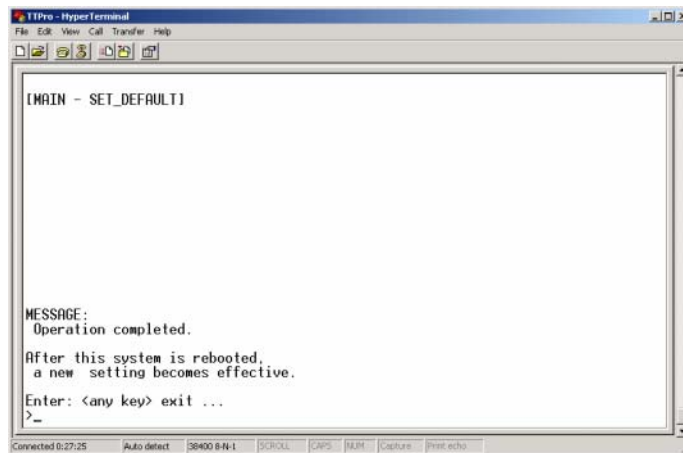 TTPro - HyperTerminal
File Edit View Call Transfer Help
[MAIN - SET_DEFAULT]
MESSAGE:
Operation completed.
After this system is rebooted,
a new setting becomes effective.
Enter: <any key> exit ...
>_
Connected 0:27:25 Auto detect 38400 8-N-1 SCROLL CAPS NUM Capture Print echo